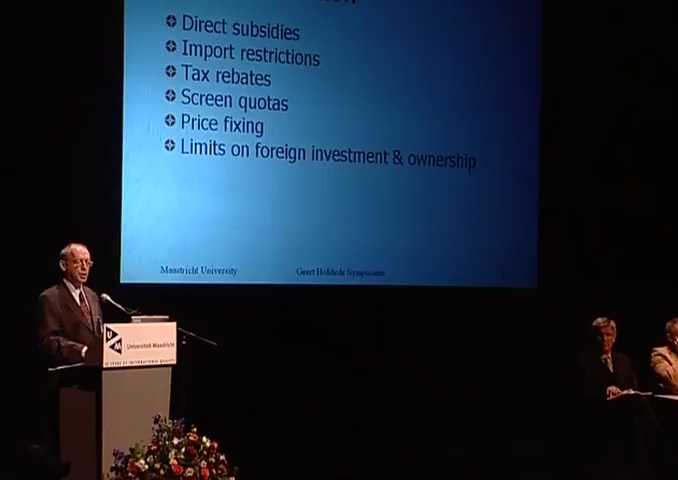 Direct subsidies
Import restrictions
Tax rebates
Screen quotas
Price fixing
Limits on foreign investment & ownership
Maastricht University
Geert Hofstede Symposium
U
M
Universiteit Maastricht